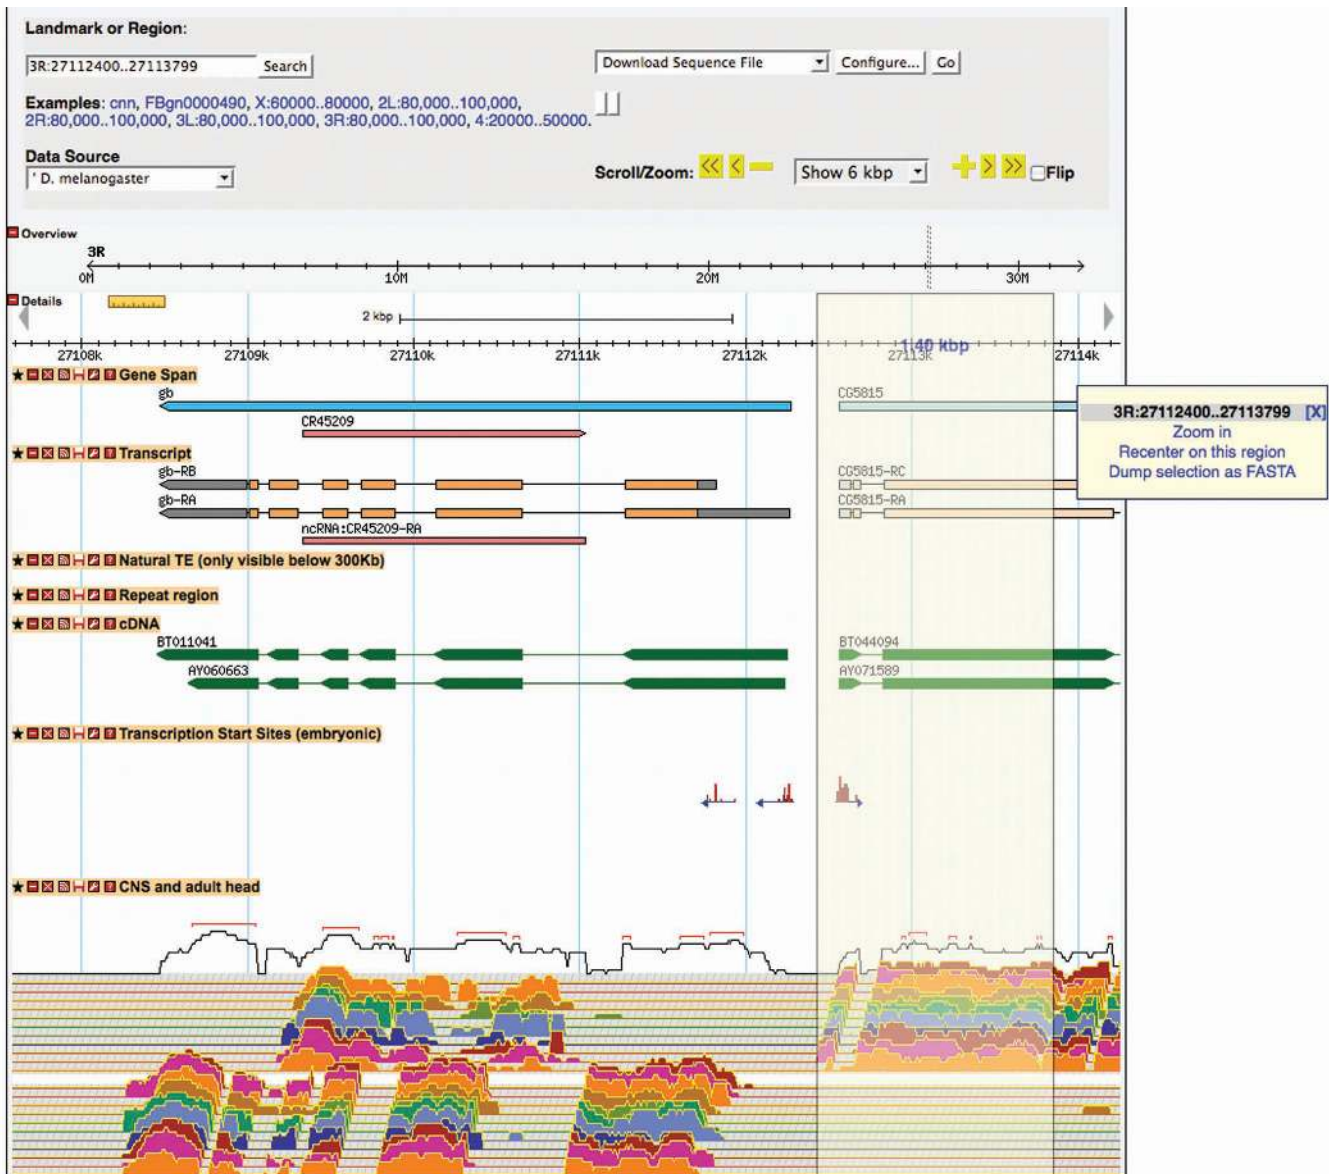 Landmark or Region:
3R:27112400..27113799 Search
Download Sequence File Configure... Go
Examples: cnn, FBgn0000490, X:60000..80000, 2L:80,000..100,000,
2R:80,000..100,000, 3L:80,000..100,000, 3R:80,000..100,000, 4:20000..50000.
Data Source
' D. melanogaster
Scroll/Zoom: << < Show 6 kbp > >> Flip
Overview
3R
0M 10M 20M 30M
Details
2 kbp
1.40 kbp
27108k 27109k 27110k 27111k 27112k 27113k 27114k
Gene Span
gb CG5815
CR45209
3R:27112400..27113799 [X]
Zoom in
Recenter on this region
Dump selection as FASTA
Transcript
gb-RB CG5815-RC
gb-RA CG5815-RA
ncRNA:CR45209-RA
Natural TE (only visible below 300Kb)
Repeat region
cDNA
BT011041 BT044094
AY060663 AY071589
Transcription Start Sites (embryonic)
CNS and adult head